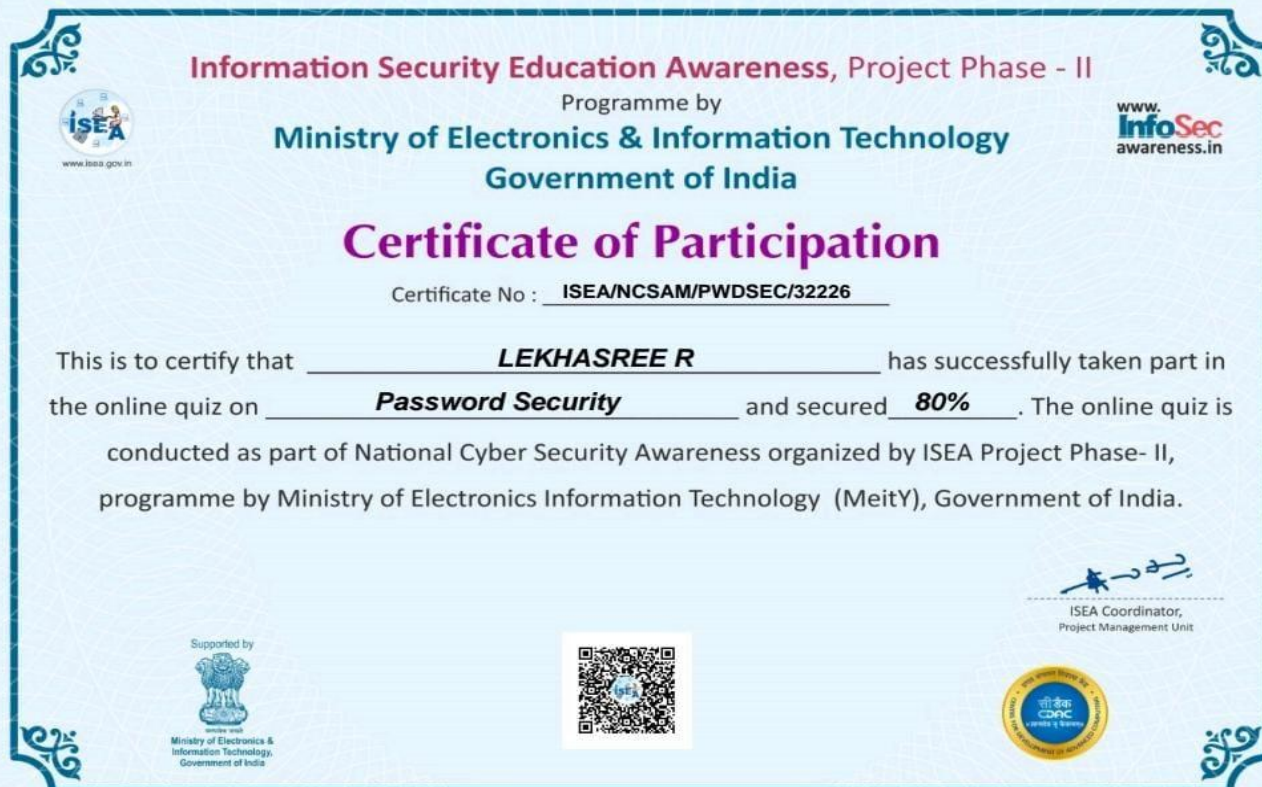 Information Security Education Awareness, Project Phase - II
Programme by
Ministry of Electronics & Information Technology
Government of India
ISEA
www.isea.gov.in
www.
InfoSec
awareness.in
Certificate of Participation
Certificate No : ISEA/NCSAM/PWDSEC/32226
This is to certify that LEKHASREE R has successfully taken part in
the online quiz on Password Security and secured 80% . The online quiz is
conducted as part of National Cyber Security Awareness organized by ISEA Project Phase- II,
programme by Ministry of Electronics Information Technology (MeitY), Government of India.
ISEA Coordinator,
Project Management Unit
Supported by
सत्यमेव जयते
Ministry of Electronics &
Information Technology,
Government of India
ISEA
सी डैक
CDAC